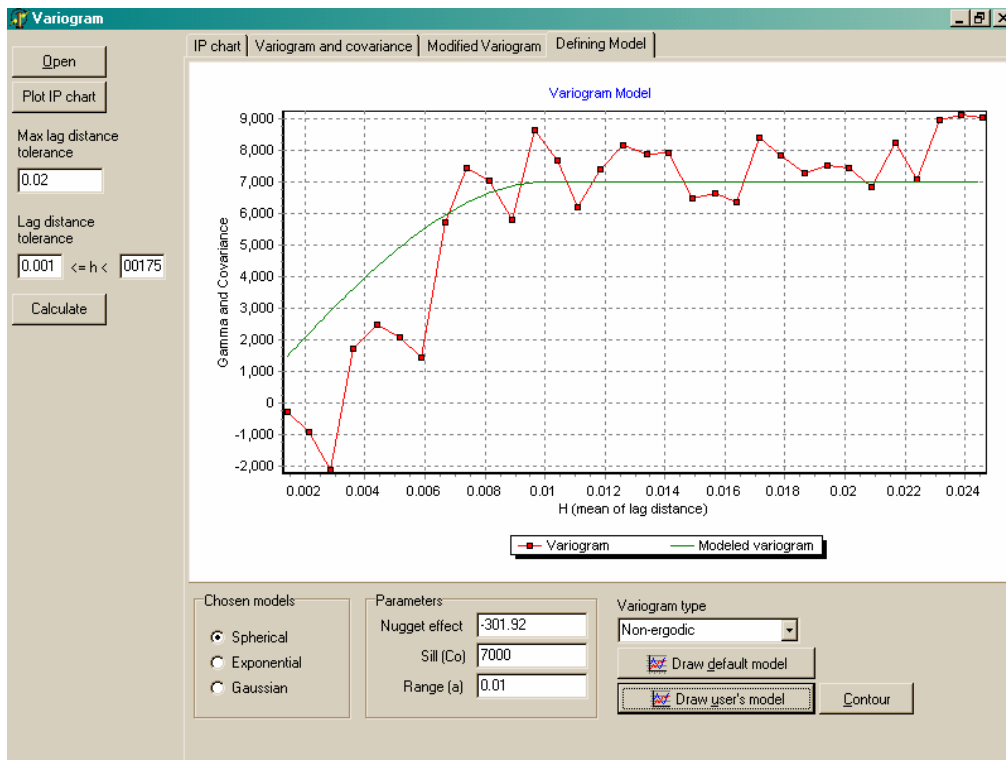 Variogram
Open
Plot IP chart
Max lag distance
tolerance
0.02
Lag distance
tolerance
0.001 <= h < 00175
Calculate
IP chart Variogram and covariance Modified Variogram Defining Model
Variogram Model
Gamma and Covariance
9,000
8,000
7,000
6,000
5,000
4,000
3,000
2,000
1,000
0
-1,000
-2,000
0.002 0.004 0.006 0.008 0.01 0.012 0.014 0.016 0.018 0.02 0.022 0.024
H (mean of lag distance)
Variogram Modeled variogram
Chosen models
Spherical
Exponential
Gaussian
Parameters
Nugget effect -301.92
Sill (Co) 7000
Range (a) 0.01
Variogram type
Non-ergodic
Draw default model
Draw user's model
Contour